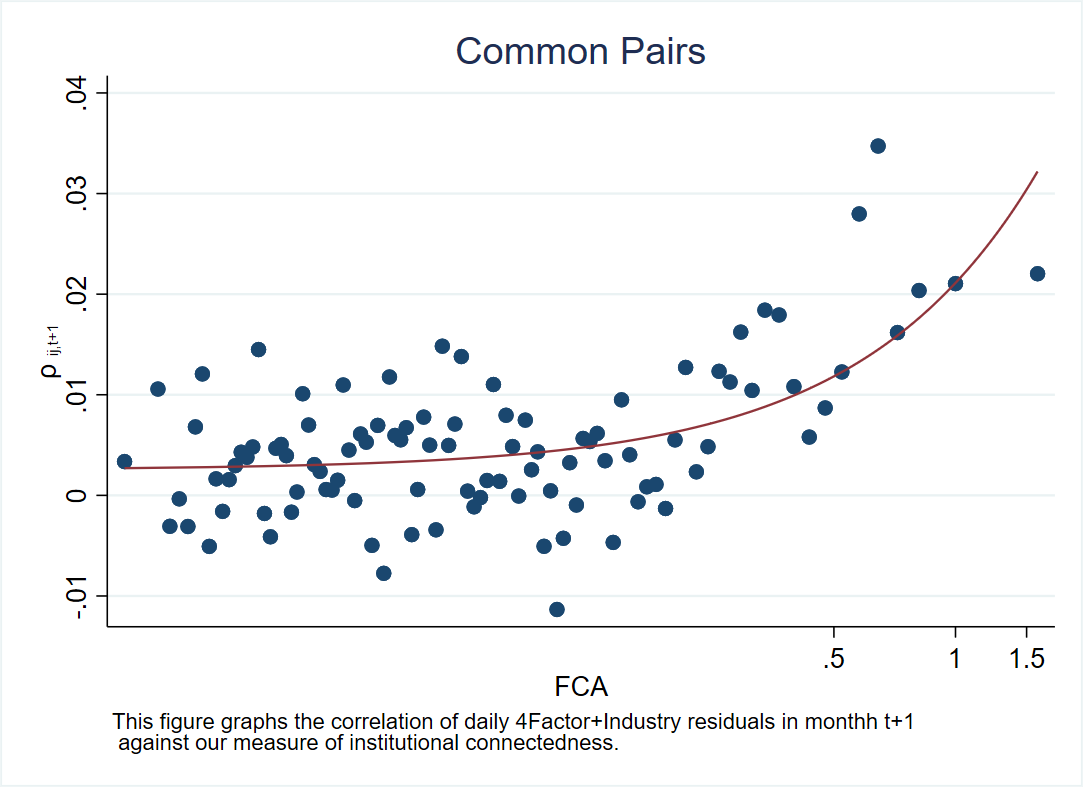 Common Pairs
.04
.03
.02
.01
0
-.01
ρ ij,t+1
.5 1 1.5
FCA
This figure graphs the correlation of daily 4Factor+Industry residuals in monthh t+1
against our measure of institutional connectedness.